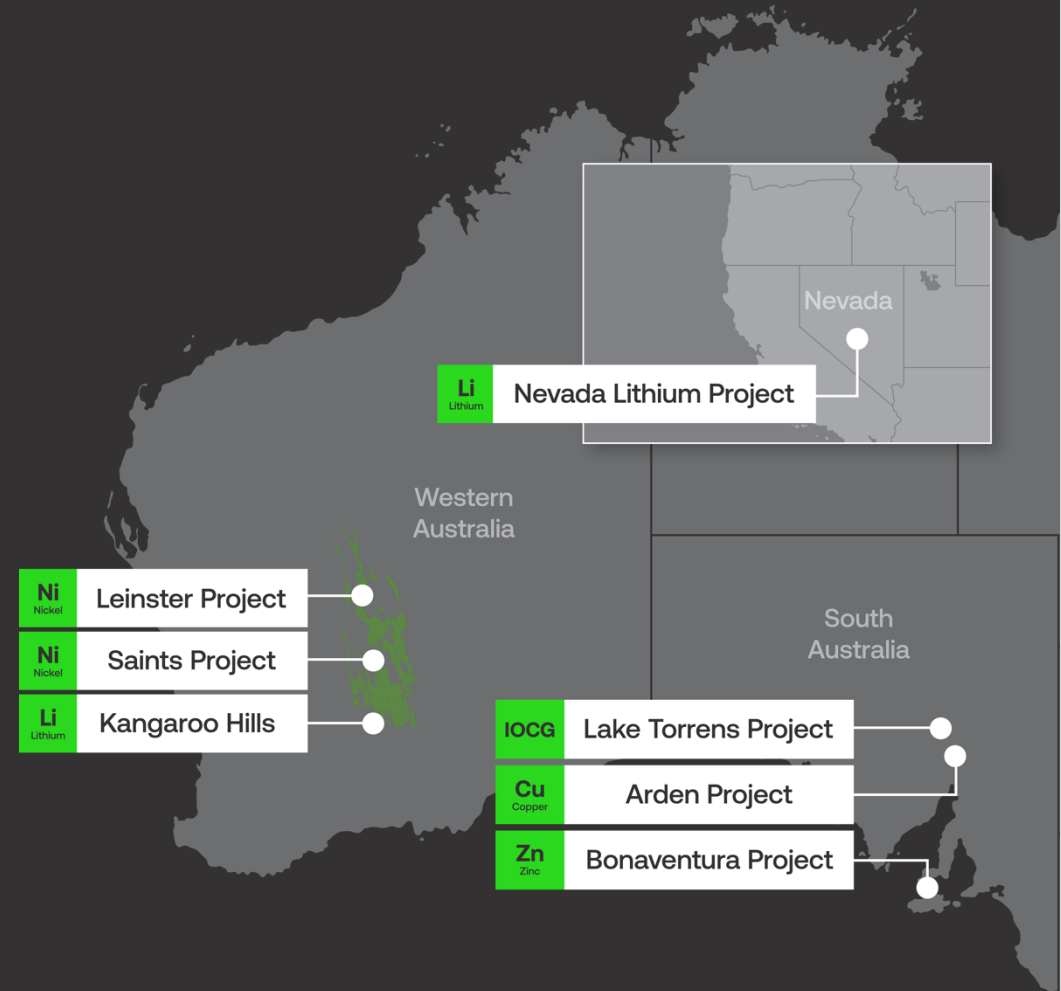 Nevada
Li
Lithium
Nevada Lithium Project
Western
Australia
Ni
Nickel
Leinster Project
Ni
Nickel
Saints Project
Li
Lithium
Kangaroo Hills
South
Australia
IOCG
Lake Torrens Project
Cu
Copper
Arden Project
Zn
Zinc
Bonaventura Project